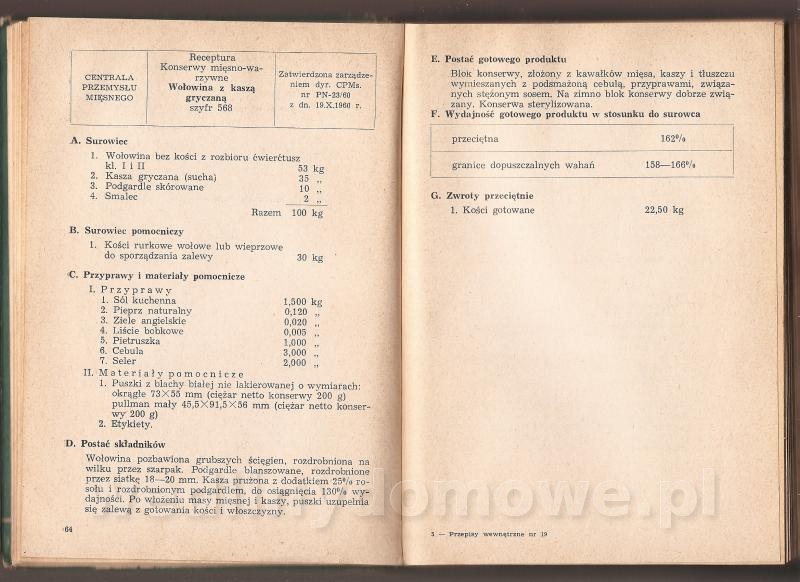 CENTRALA
PRZEMYSŁU
MIĘSNEGO
Receptura
Konserwy mięsno-wa-
rzywne
Wołowina z kaszą
gryczaną
szyfr 568
Zatwierdzona zarządze-
niem dyr. CPMs.
nr PN-23/60
z dn. 19.X.1960 r.
A. Surowiec
1. Wołowina bez kości z rozbioru ćwierćtusz
kl. I i II 53 kg
2. Kasza gryczana (sucha) 35 „
3. Podgardle skórowane 10 „
4. Smalec 2 „
Razem 100 kg
B. Surowiec pomocniczy
1. Kości rurkowe wołowe lub wieprzowe
do sporządzania zalewy 30 kg
C. Przyprawy i materiały pomocnicze
I. Przyprawy
1. Sól kuchenna 1,500 kg
2. Pieprz naturalny 0,120 „
3. Ziele angielskie 0,020 „
4. Liście bobkowe 0,005 „
5. Pietruszka 1,000 „
6. Cebula 3,000 „
7. Seler 2,000 „
II. Materiały pomocnicze
1. Puszki z blachy białej nie lakierowanej o wymiarach:
okrągłe 73×55 mm (ciężar netto konserwy 200 g)
pullman mały 45,5×91,5×56 mm (ciężar netto konser-
wy 200 g)
2. Etykiety.
D. Postać składników
Wołowina pozbawiona grubszych ścięgien, rozdrobniona na
wilku przez szarpak. Podgardle blanszowane, rozdrobnione
przez siatkę 18—20 mm. Kasza prużona z dodatkiem 25% ro-
sołu i rozdrobnionym podgardlem, do osiągnięcia 130% wy-
dajności. Po włożeniu masy mięsnej i kaszy, puszki uzupełnia
się zalewą z gotowania kości i włoszczyzny.
64
E. Postać gotowego produktu
Blok konserwy, złożony z kawałków mięsa, kaszy i tłuszczu
wymieszanych z podsmażoną cebulą, przyprawami, związa-
nych stężonym sosem. Na zimno blok konserwy dobrze zwią-
zany. Konserwa sterylizowana.
F. Wydajność gotowego produktu w stosunku do surowca
przeciętna 162%
granice dopuszczalnych wahań 158—166%
G. Zwroty przeciętnie
1. Kości gotowane 22,50 kg
5 — Przepisy wewnętrzne nr 19
domowe.pl